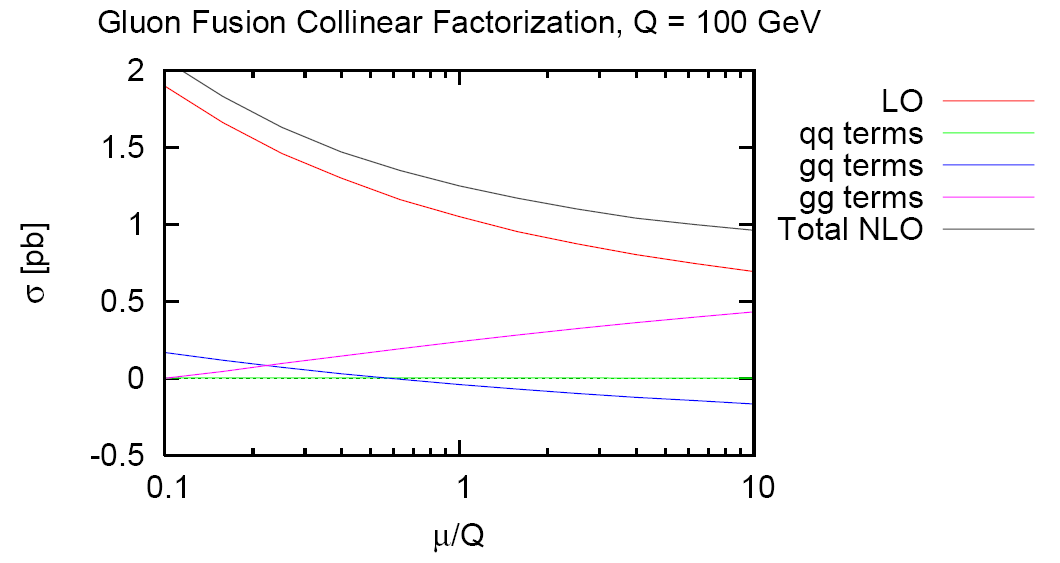 Gluon Fusion Collinear Factorization, Q = 100 GeV
2
1.5
1
0.5
0
-0.5
0.1
1
10
σ [pb]
μ/Q
LO
qq terms
gq terms
gg terms
Total NLO